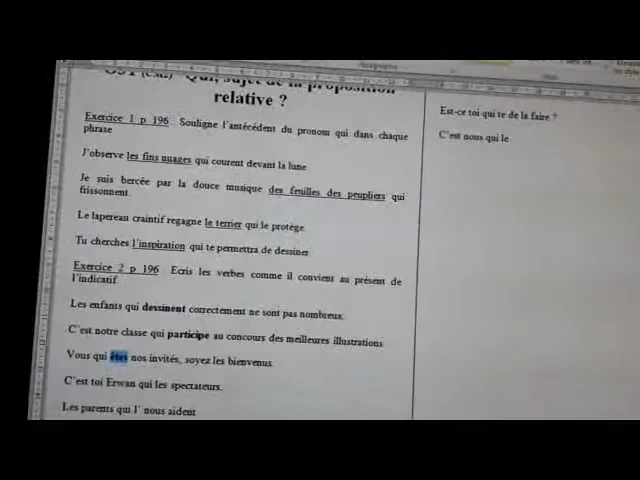 Qui, sujet de la proposition
relative ?
Exercice 1 p 196 Souligne l'antécédent du pronom qui dans chaque
phrase
J'observe les fins nuages qui courent devant la lune
Je suis bercée par la douce musique des feuilles des peupliers qui
frissonnent.
Le lapereau craintif regagne le terrier qui le protège.
Tu cherches l'inspiration qui te permettra de dessiner.
Exercice 2 p 196 Ecris les verbes comme il convient au présent de
l'indicatif
Les enfants qui dessinent correctement ne sont pas nombreux.
C'est notre classe qui participe au concours des meilleures illustrations.
Vous qui êtes nos invités, soyez les bienvenus.
C'est toi Erwan qui les spectateurs.
Les parents qui l' nous aident
Est-ce toi qui te de la faire ?
C'est nous qui le